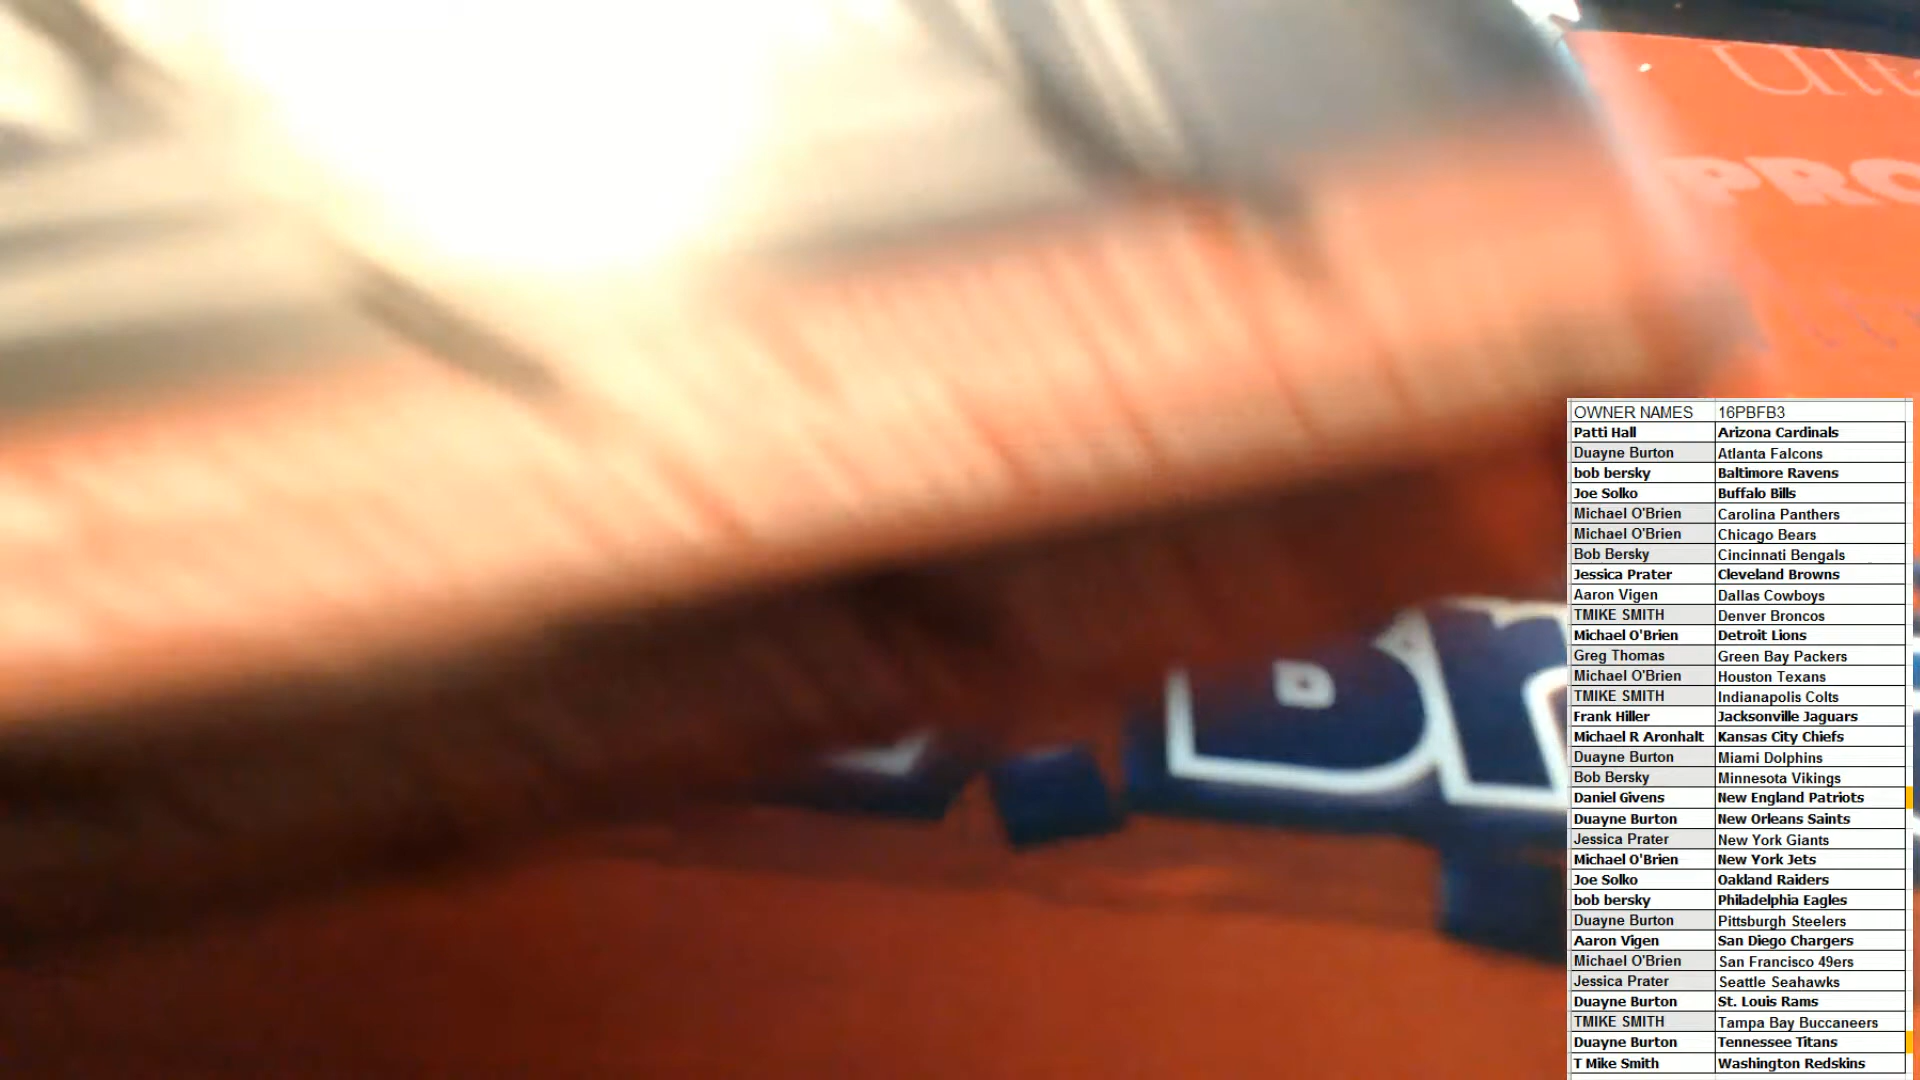 Ult
PRO
OWNER NAMES 16PBFB3
Patti Hall Arizona Cardinals
Duayne Burton Atlanta Falcons
bob bersky Baltimore Ravens
Joe Solko Buffalo Bills
Michael O'Brien Carolina Panthers
Michael O'Brien Chicago Bears
Bob Bersky Cincinnati Bengals
Jessica Prater Cleveland Browns
Aaron Vigen Dallas Cowboys
TMIKE SMITH Denver Broncos
Michael O'Brien Detroit Lions
Greg Thomas Green Bay Packers
Michael O'Brien Houston Texans
TMIKE SMITH Indianapolis Colts
Frank Hiller Jacksonville Jaguars
Michael R Aronhalt Kansas City Chiefs
Duayne Burton Miami Dolphins
Bob Bersky Minnesota Vikings
Daniel Givens New England Patriots
Duayne Burton New Orleans Saints
Jessica Prater New York Giants
Michael O'Brien New York Jets
Joe Solko Oakland Raiders
bob bersky Philadelphia Eagles
Duayne Burton Pittsburgh Steelers
Aaron Vigen San Diego Chargers
Michael O'Brien San Francisco 49ers
Jessica Prater Seattle Seahawks
Duayne Burton St. Louis Rams
TMIKE SMITH Tampa Bay Buccaneers
Duayne Burton Tennessee Titans
T Mike Smith Washington Redskins